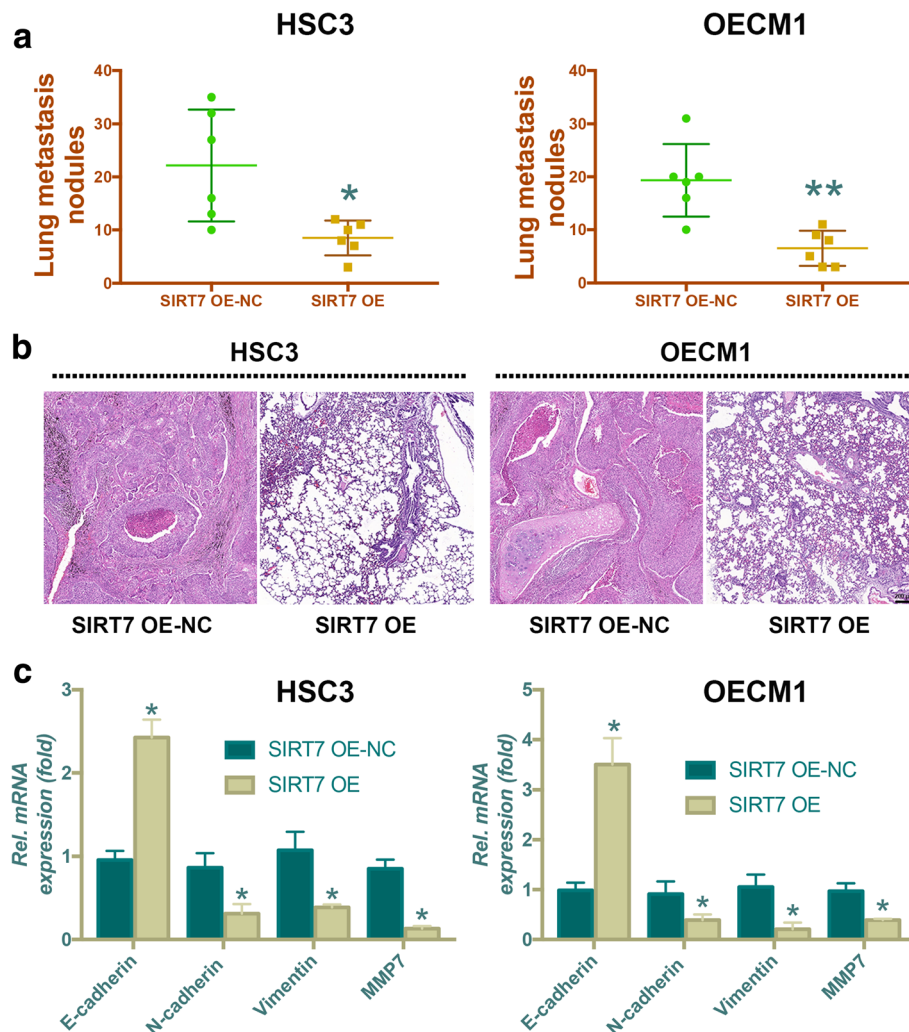 a
HSC3
OECM1
Lung metastasis
nodules
40
30
20
10
0
*
SIRT7 OE-NC
SIRT7 OE
Lung metastasis
nodules
40
30
20
10
0
**
SIRT7 OE-NC
SIRT7 OE
b
HSC3
OECM1
SIRT7 OE-NC
SIRT7 OE
SIRT7 OE-NC
SIRT7 OE
c
HSC3
Rel. mRNA
expression (fold)
3
2
1
0
*
*
*
*
SIRT7 OE-NC
SIRT7 OE
E-cadherin
N-cadherin
Vimentin
MMP7
OECM1
Rel. mRNA
expression (fold)
5
4
3
2
1
0
*
*
*
*
SIRT7 OE-NC
SIRT7 OE
E-cadherin
N-cadherin
Vimentin
MMP7